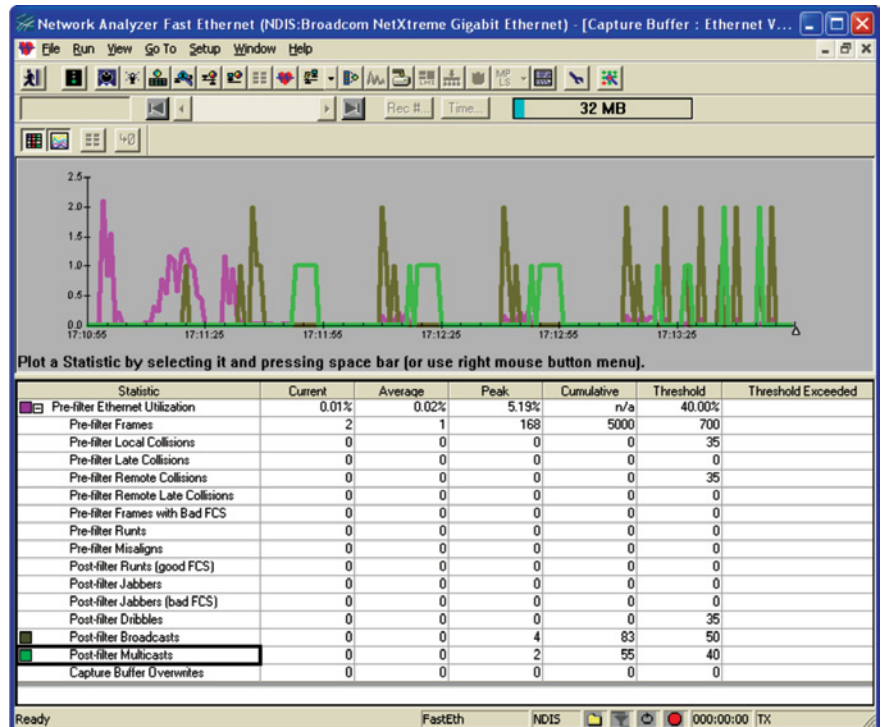 Network Analyzer Fast Ethernet (NDIS:Broadcom NetXtreme Gigabit Ethernet) - [Capture Buffer : Ethernet V...
File Run View Go To Setup Window Help
MP LS
Rec #... Time... 32 MB
2.5
2.0
1.5
1.0
0.5
0.0
17:10:55 17:11:25 17:11:55 17:12:25 17:12:55 17:13:25
Plot a Statistic by selecting it and pressing space bar (or use right mouse button menu).
Statistic Current Average Peak Cumulative Threshold Threshold Exceeded
Pre-filter Ethernet Utilization 0.01% 0.02% 5.19% n/a 40.00%
Pre-filter Frames 2 1 168 5000 700
Pre-filter Local Collisions 0 0 0 0 35
Pre-filter Late Collisions 0 0 0 0 0
Pre-filter Remote Collisions 0 0 0 0 35
Pre-filter Remote Late Collisions 0 0 0 0 0
Pre-filter Frames with Bad FCS 0 0 0 0 0
Pre-filter Runts 0 0 0 0 0
Pre-filter Misaligns 0 0 0 0 0
Post-filter Runts (good FCS) 0 0 0 0 0
Post-filter Jabbers 0 0 0 0 0
Post-filter Jabbers (bad FCS) 0 0 0 0 0
Post-filter Dribbles 0 0 0 0 35
Post-filter Broadcasts 0 0 4 83 50
Post-filter Multicasts 0 0 2 55 40
Capture Buffer Overwrites 0 0 0 0 0
Ready FastEth NDIS 000:00:00 TX